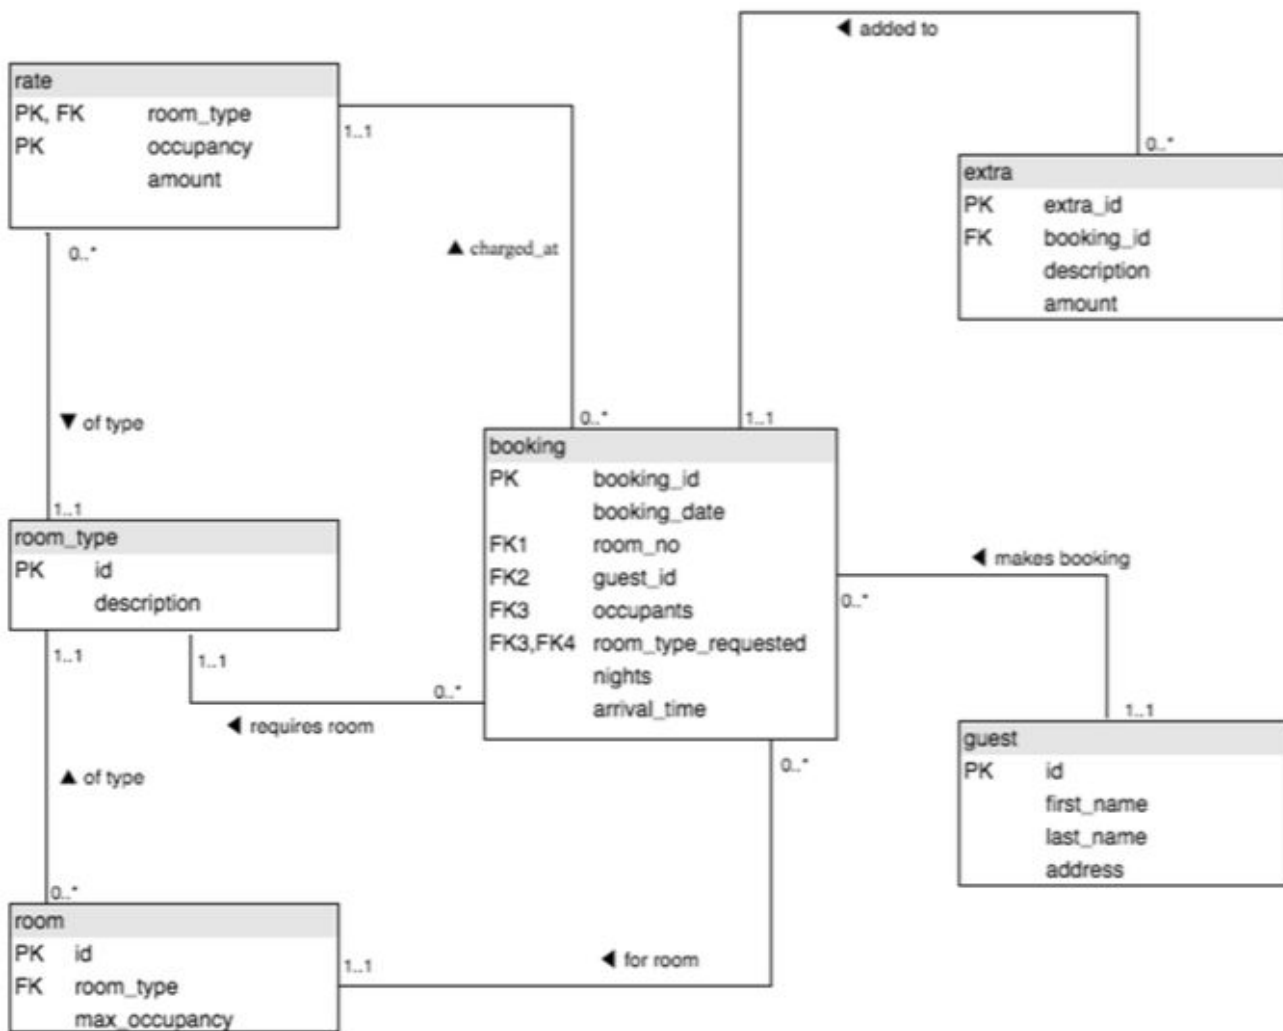 ◀ added to
rate
PK, FK room_type
PK occupancy
amount
1..1
0..*
▲ charged_at
0..*
extra
PK extra_id
FK booking_id
description
amount
▼ of type
0..*
1..1
1..1
booking
PK booking_id
booking_date
FK1 room_no
FK2 guest_id
FK3 occupants
FK3,FK4 room_type_requested
nights
arrival_time
room_type
PK id
description
1..1
1..1
0..*
◀ requires room
◀ makes booking
0..*
1..1
▲ of type
0..*
0..*
guest
PK id
first_name
last_name
address
room
PK id
FK room_type
max_occupancy
1..1
◀ for room